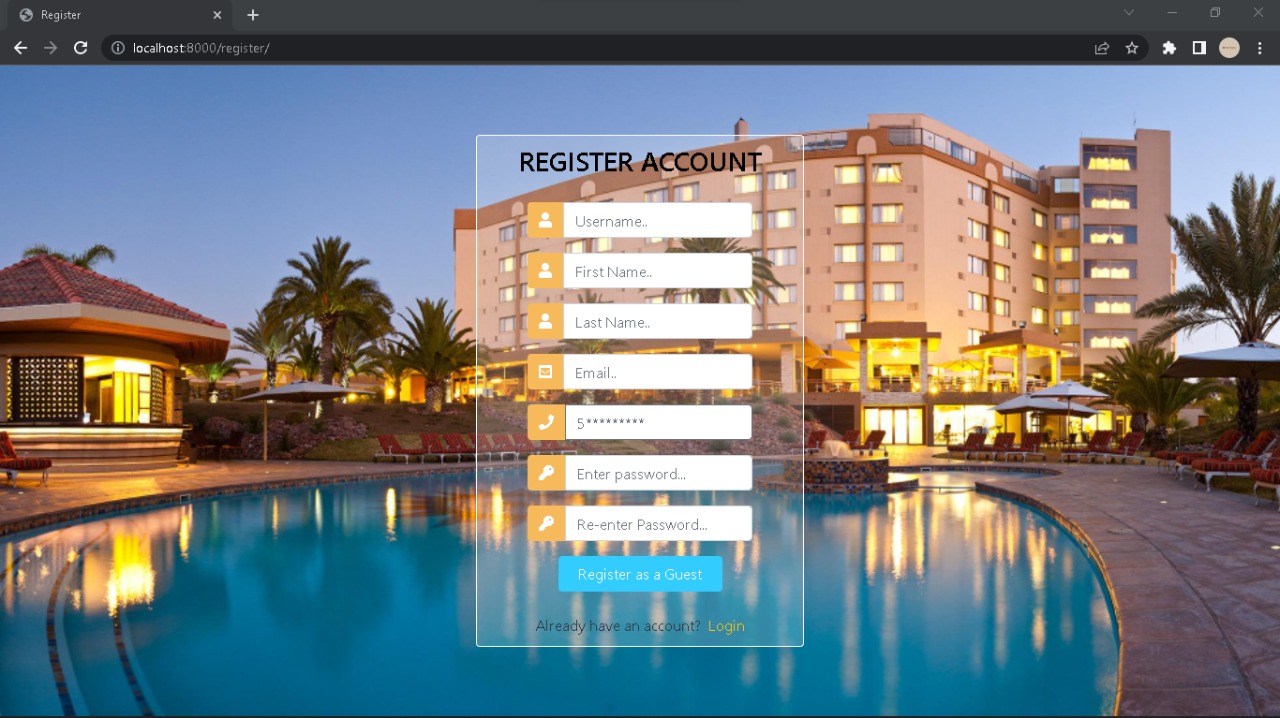 Register
localhost:8000/register/
REGISTER ACCOUNT
Username..
First Name..
Last Name..
Email..
5*********
Enter password...
Re-enter Password...
Register as a Guest
Already have an account? Login